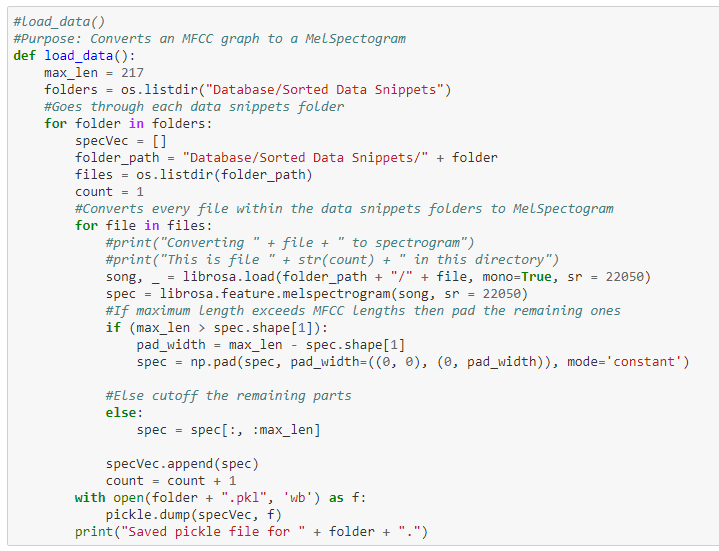 #load_data()
#Purpose: Converts an MFCC graph to a MelSpectogram
def load_data():
    max_len = 217
    folders = os.listdir("Database/Sorted Data Snippets")
    #Goes through each data snippets folder
    for folder in folders:
        specVec = []
        folder_path = "Database/Sorted Data Snippets/" + folder
        files = os.listdir(folder_path)
        count = 1
        #Converts every file within the data snippets folders to MelSpectogram
        for file in files:
            #print("Converting " + file + " to spectrogram")
            #print("This is file " + str(count) + " in this directory")
            song, _ = librosa.load(folder_path + "/" + file, mono=True, sr = 22050)
            spec = librosa.feature.melspectrogram(song, sr = 22050)
            #If maximum length exceeds MFCC lengths then pad the remaining ones
            if (max_len > spec.shape[1]):
                pad_width = max_len - spec.shape[1]
                spec = np.pad(spec, pad_width=((0, 0), (0, pad_width)), mode='constant')

            #Else cutoff the remaining parts
            else:
                spec = spec[:, :max_len]

            specVec.append(spec)
            count = count + 1
        with open(folder + ".pkl", 'wb') as f:
            pickle.dump(specVec, f)
        print("Saved pickle file for " + folder + ".")